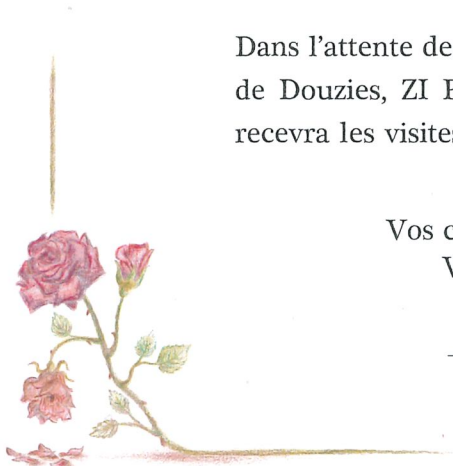 Dans l'attente de
de Douzies, ZI
recevra les visites
Vos